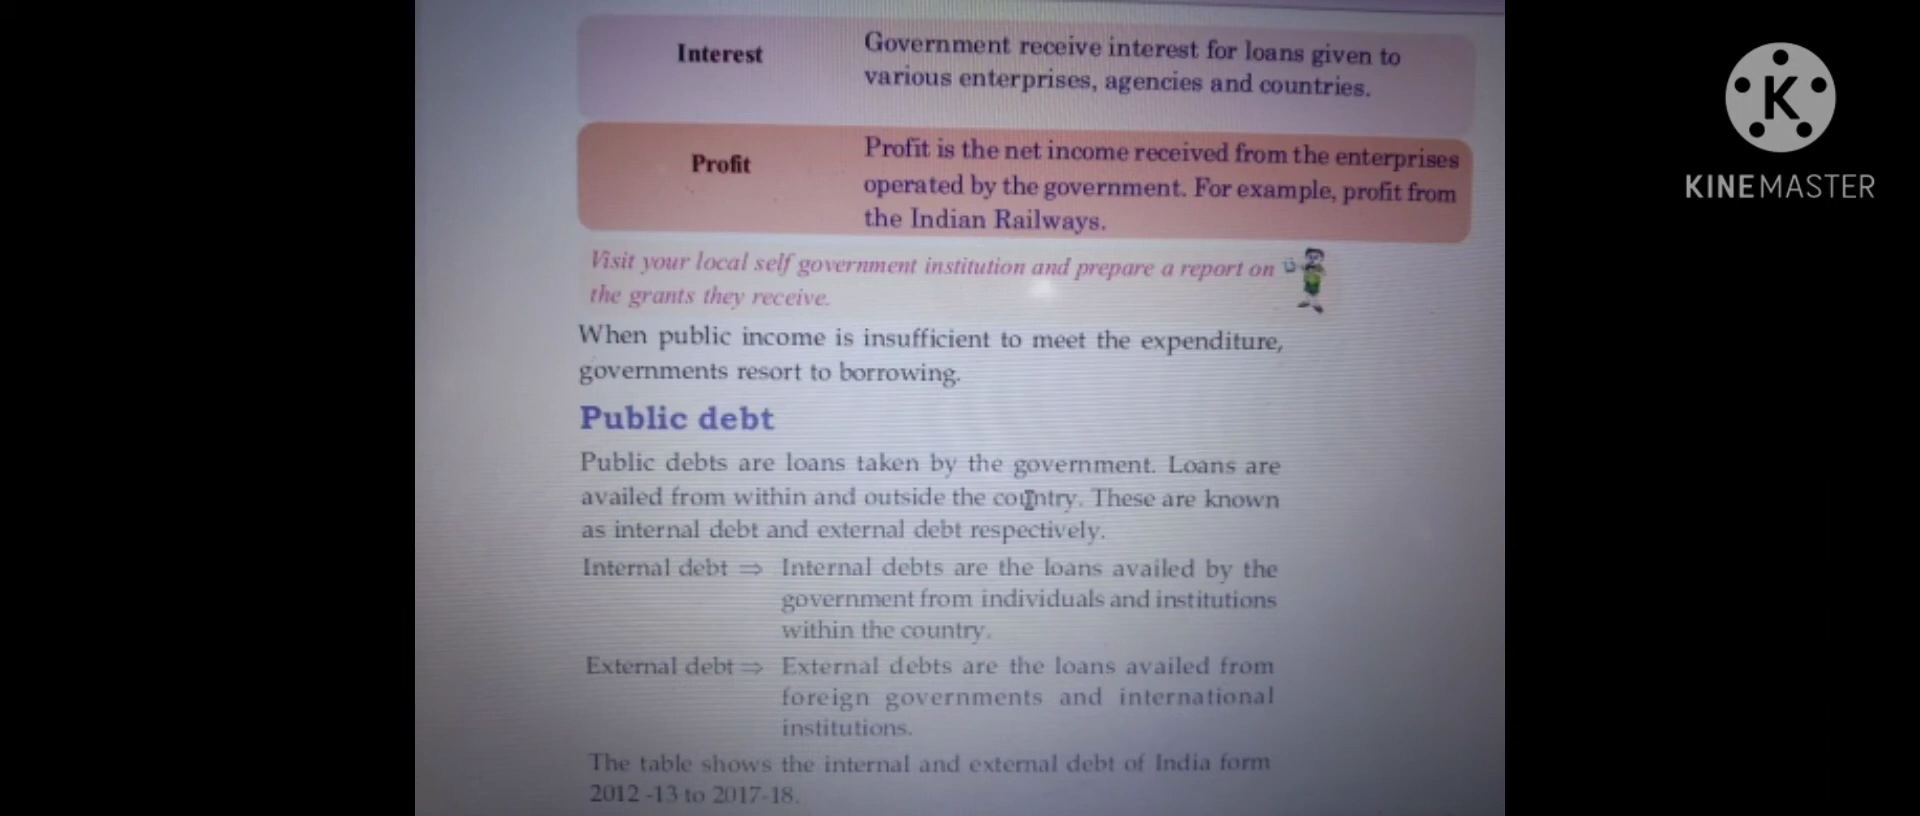 Interest
Government receive interest for loans given to
various enterprises, agencies and countries.
Profit
Profit is the net income received from the enterprises
operated by the government. For example, profit from
the Indian Railways.
Visit your local self government institution and prepare a report on
the grants they receive.
When public income is insufficient to meet the expenditure,
governments resort to borrowing.
Public debt
Public debts are loans taken by the government. Loans are
availed from within and outside the country. These are known
as internal debt and external debt respectively.
Internal debt ⇒ Internal debts are the loans availed by the
government from individuals and institutions
within the country.
External debt ⇒ External debts are the loans availed from
foreign governments and international
institutions.
The table shows the internal and external debt of India form
2012 -13 to 2017-18.
K
KINEMASTER